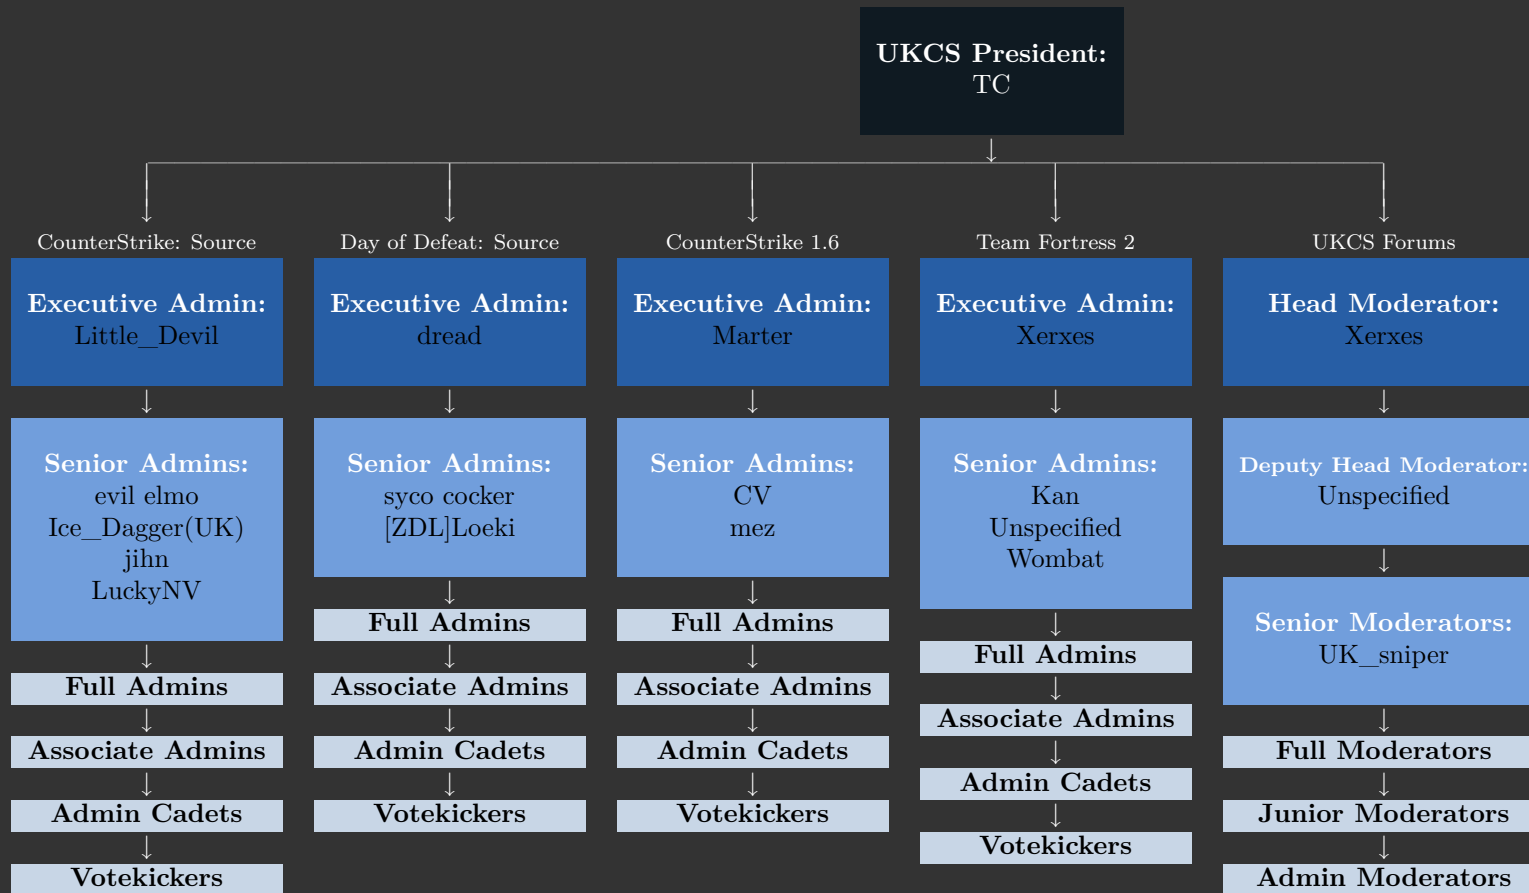 UKCS President:
TC
CounterStrike: Source
Executive Admin:
Little_Devil
Senior Admins:
evil elmo
Ice_Dagger(UK)
jihn
LuckyNV
Full Admins
Associate Admins
Admin Cadets
Votekickers
Day of Defeat: Source
Executive Admin:
dread
Senior Admins:
syco cocker
[ZDL]Loeki
Full Admins
Associate Admins
Admin Cadets
Votekickers
CounterStrike 1.6
Executive Admin:
Marter
Senior Admins:
CV
mez
Full Admins
Associate Admins
Admin Cadets
Votekickers
Team Fortress 2
Executive Admin:
Xerxes
Senior Admins:
Kan
Unspecified
Wombat
Full Admins
Associate Admins
Admin Cadets
Votekickers
UKCS Forums
Head Moderator:
Xerxes
Deputy Head Moderator:
Unspecified
Senior Moderators:
UK_sniper
Full Moderators
Junior Moderators
Admin Moderators